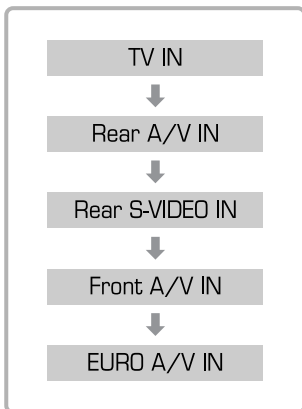 TV IN
Rear A/V IN
Rear S-VIDEO IN
Front A/V IN
EURO A/V IN